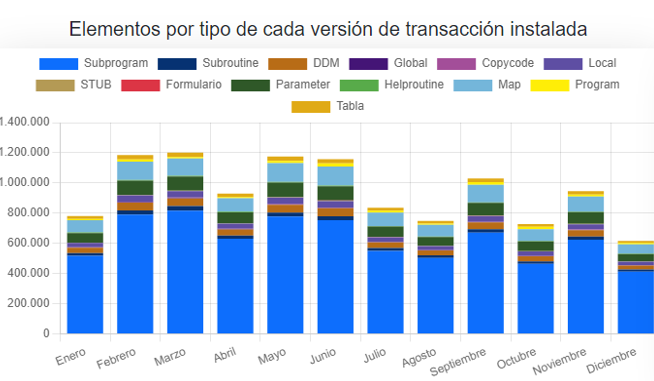 Elementos por tipo de cada versión de transacción instalada
Subprogram Subroutine DDM Global Copycode Local
STUB Formulario Parameter Helproutine Map Program
Tabla
1.400.000
1.200.000
1.000.000
800.000
600.000
400.000
200.000
0
Enero Febrero Marzo Abril Mayo Junio Julio Agosto Septiembre Octubre Noviembre Diciembre